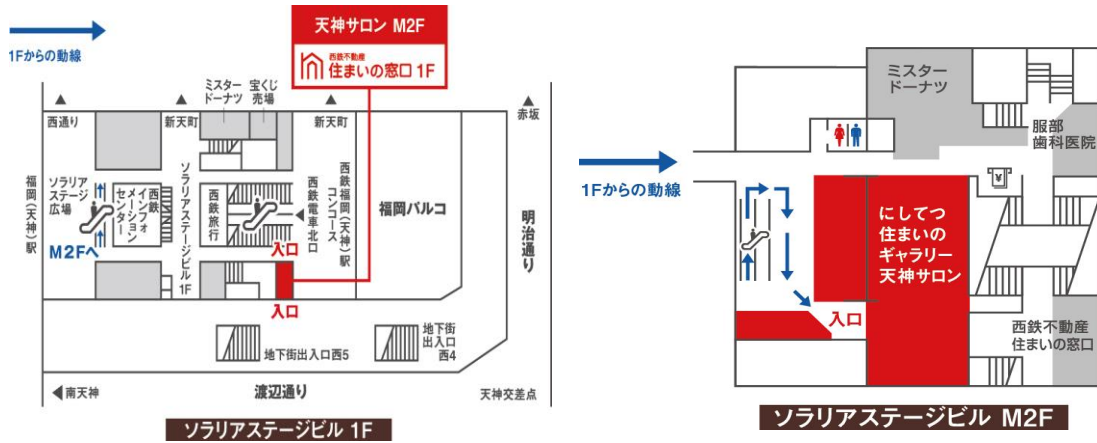 1Fからの動線
天神サロン M2F
西鉄不動産
住まいの窓口 1F
ミスター
ドーナツ
宝くじ
売場
西通り
新天町
新天町
赤坂
福岡(天神)駅
ソラリア
ステージ
広場
西鉄
インフォ
メーション
センター
ソラリアステージビル1F
西鉄旅行
西鉄電車北口
西鉄福岡(天神)駅
コンコース
福岡パルコ
明治通り
M2Fへ
入口
入口
地下街出入口西5
地下街
出入口
西4
南天神
渡辺通り
天神交差点
ソラリアステージビル 1F
ミスター
ドーナツ
服部
歯科医院
¥
1Fからの動線
にしてつ
住まいの
ギャラリー
天神サロン
入口
西鉄不動産
住まいの窓口
ソラリアステージビル M2F